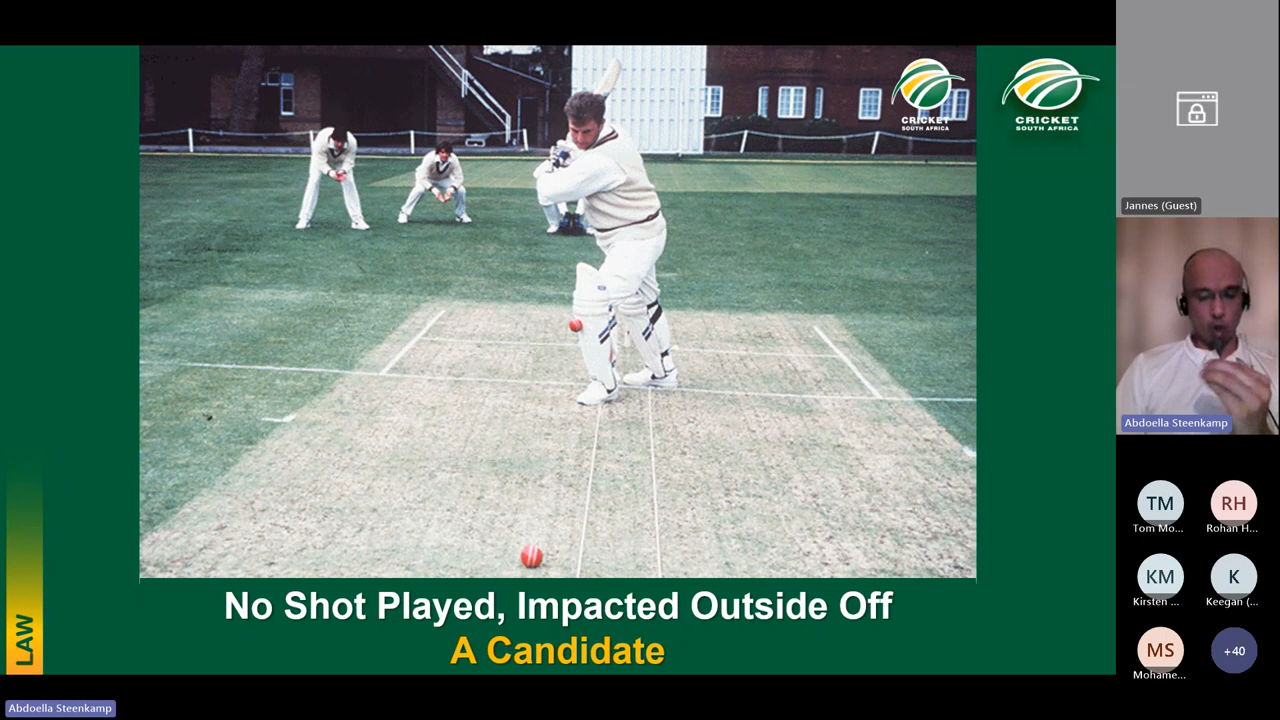 CRICKET
SOUTH AFRICA
CRICKET
SOUTH AFRICA
LAW
No Shot Played, Impacted Outside Off
A Candidate
Abdoella Steenkamp
Jannes (Guest)
Abdoella Steenkamp
TM
Tom Mo...
RH
Rohan H...
KM
Kirsten ...
K
Keegan (...
MS
Mohame...
+40